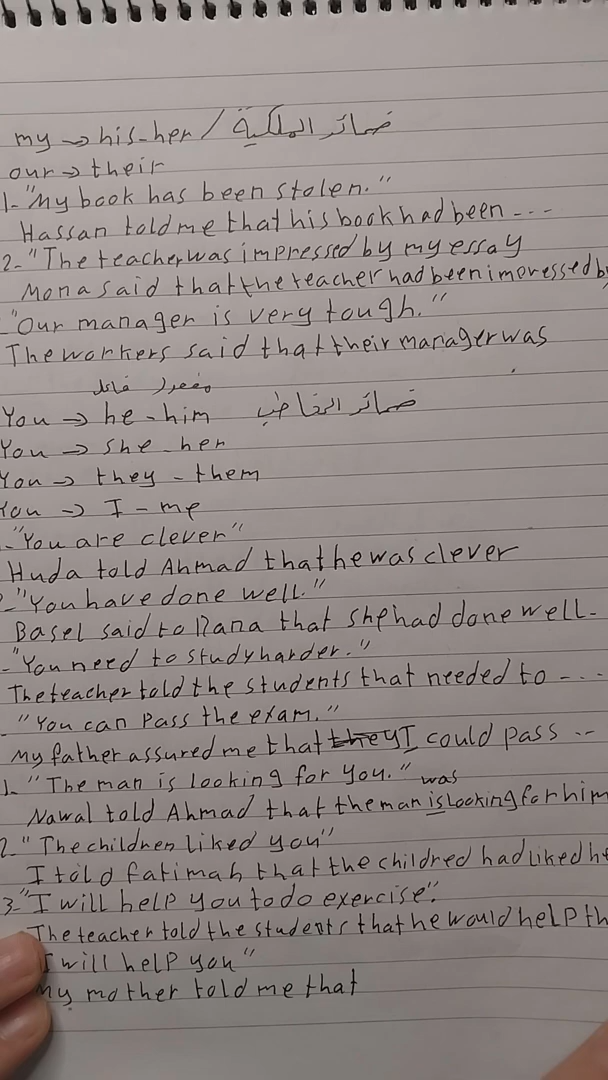 my → his - her / ضمائر الملكية
our → their
1- "My book has been stolen."
Hassan told me that his book had been ---
2- "The teacher was impressed by my essay
Mona said that the teacher had been impressed by
"Our manager is very tough."
The workers said that their manager was
مفعول فاعل
You → he - him ضمائر المخاطب
You → she - her
You → they - them
You → I - me
- "You are clever"
Huda told Ahmad that he was clever
- "You have done well."
Basel said to Rana that she had done well -
- "You need to study harder."
The teacher told the students that needed to ---
"You can pass the exam."
My father assured me that they I could pass --
1- "The man is looking for you." was
Nawal told Ahmad that the man is looking for him
2- "The children liked you"
I told fatimah that the childred had liked he
3- "I will help you to do exercise".
The teacher told the students that he would help th
I will help you"
My mother told me that